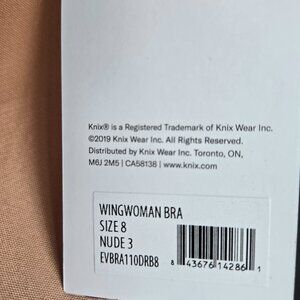 Knix® is a Registered Trademark of Knix Wear Inc.
©2019 Knix Wear Inc. All Rights Reserved.
Distributed by Knix Wear Inc. Toronto, ON,
M6J 2M5 | CA58138 | www.knix.com
WINGWOMAN BRA
SIZE 8
NUDE 3
EVBRA110DRB8
8 43676 14286 1